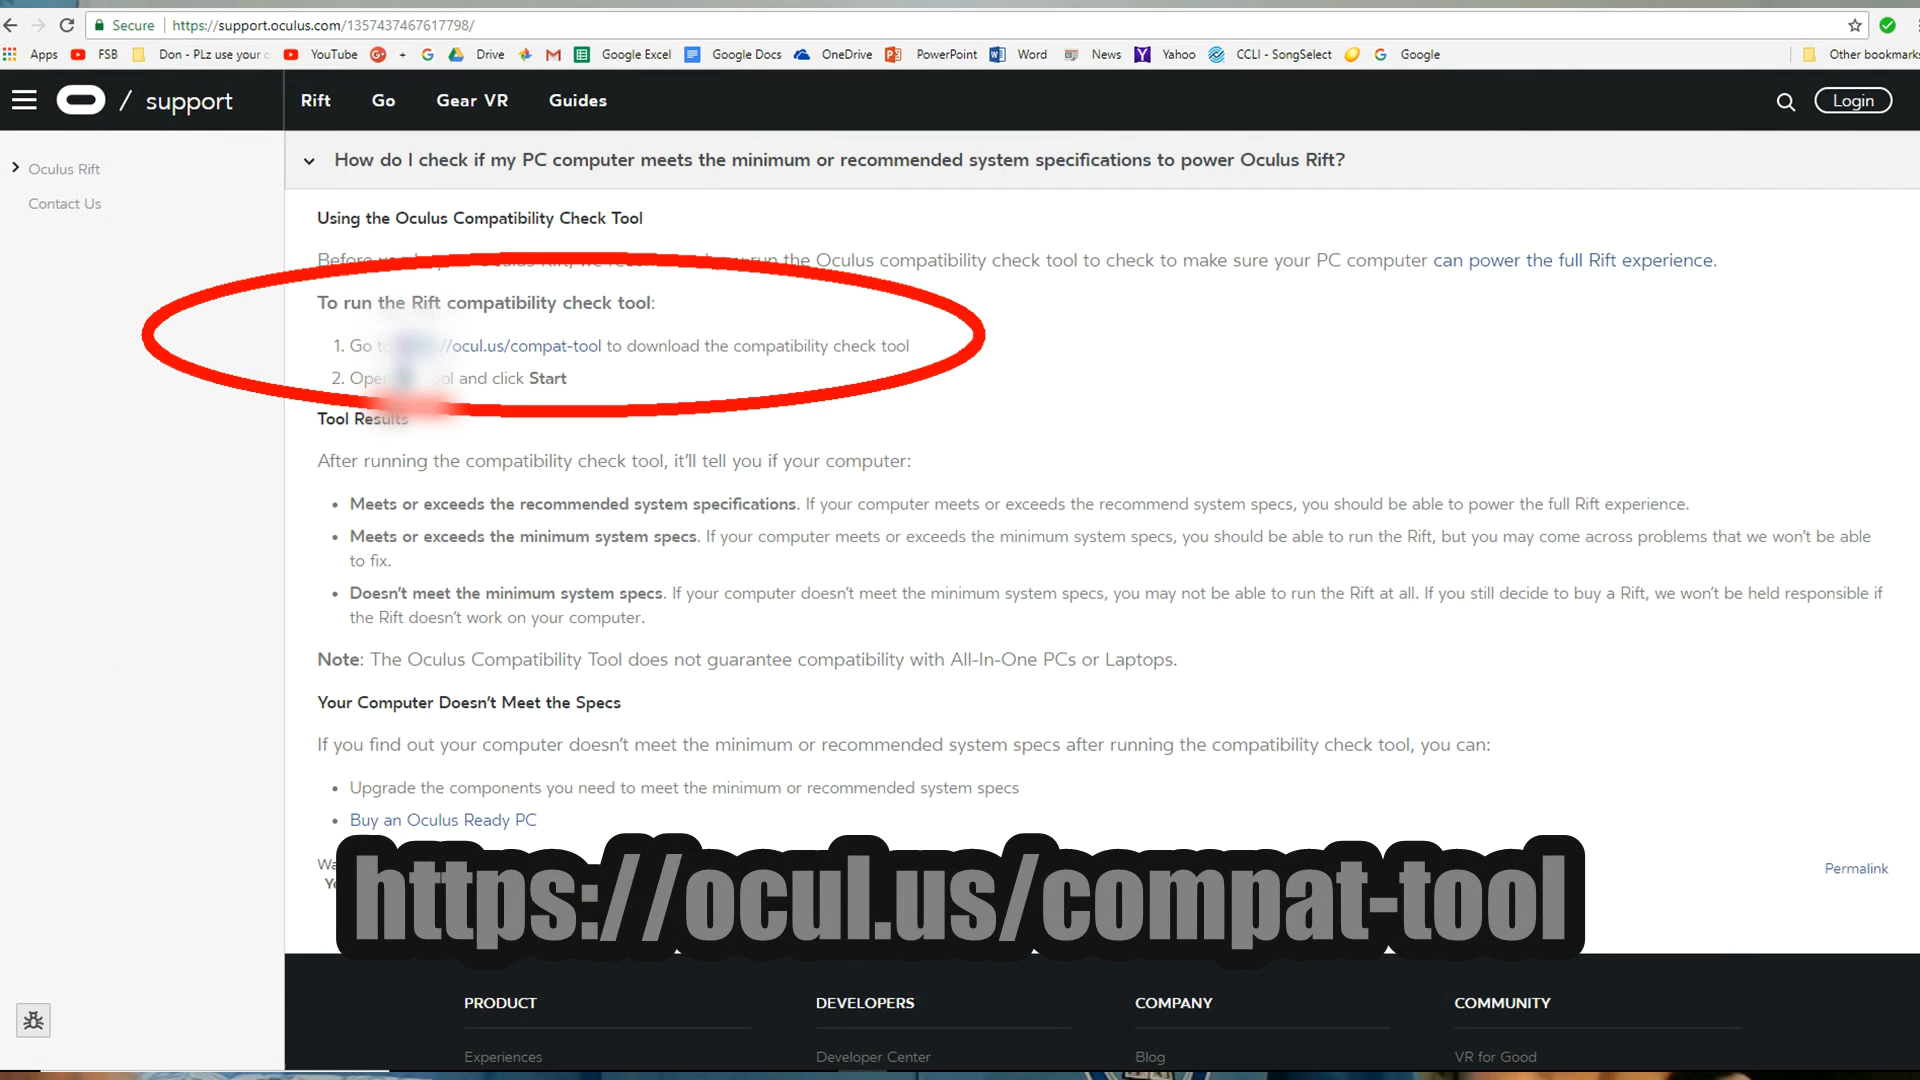 Secure https://support.oculus.com/1357437467617798/
Apps FSB Don - PLz use your YouTube + Drive Google Excel Google Docs OneDrive PowerPoint Word News Yahoo CCLI - SongSelect Google Other bookmarks
/ support Rift Go Gear VR Guides Login
Oculus Rift
Contact Us
How do I check if my PC computer meets the minimum or recommended system specifications to power Oculus Rift?
Using the Oculus Compatibility Check Tool
run the Oculus compatibility check tool to check to make sure your PC computer can power the full Rift experience.
To run the Rift compatibility check tool:
1. Go to //ocul.us/compat-tool to download the compatibility check tool
2. Open and click Start
Tool Results
After running the compatibility check tool, it'll tell you if your computer:
• Meets or exceeds the recommended system specifications. If your computer meets or exceeds the recommend system specs, you should be able to power the full Rift experience.
• Meets or exceeds the minimum system specs. If your computer meets or exceeds the minimum system specs, you should be able to run the Rift, but you may come across problems that we won't be able
to fix.
• Doesn't meet the minimum system specs. If your computer doesn't meet the minimum system specs, you may not be able to run the Rift at all. If you still decide to buy a Rift, we won't be held responsible if
the Rift doesn't work on your computer.
Note: The Oculus Compatibility Tool does not guarantee compatibility with All-In-One PCs or Laptops.
Your Computer Doesn't Meet the Specs
If you find out your computer doesn't meet the minimum or recommended system specs after running the compatibility check tool, you can:
• Upgrade the components you need to meet the minimum or recommended system specs
• Buy an Oculus Ready PC
Permalink
https://ocul.us/compat-tool
PRODUCT DEVELOPERS COMPANY COMMUNITY
Experiences Developer Center Blog VR for Good